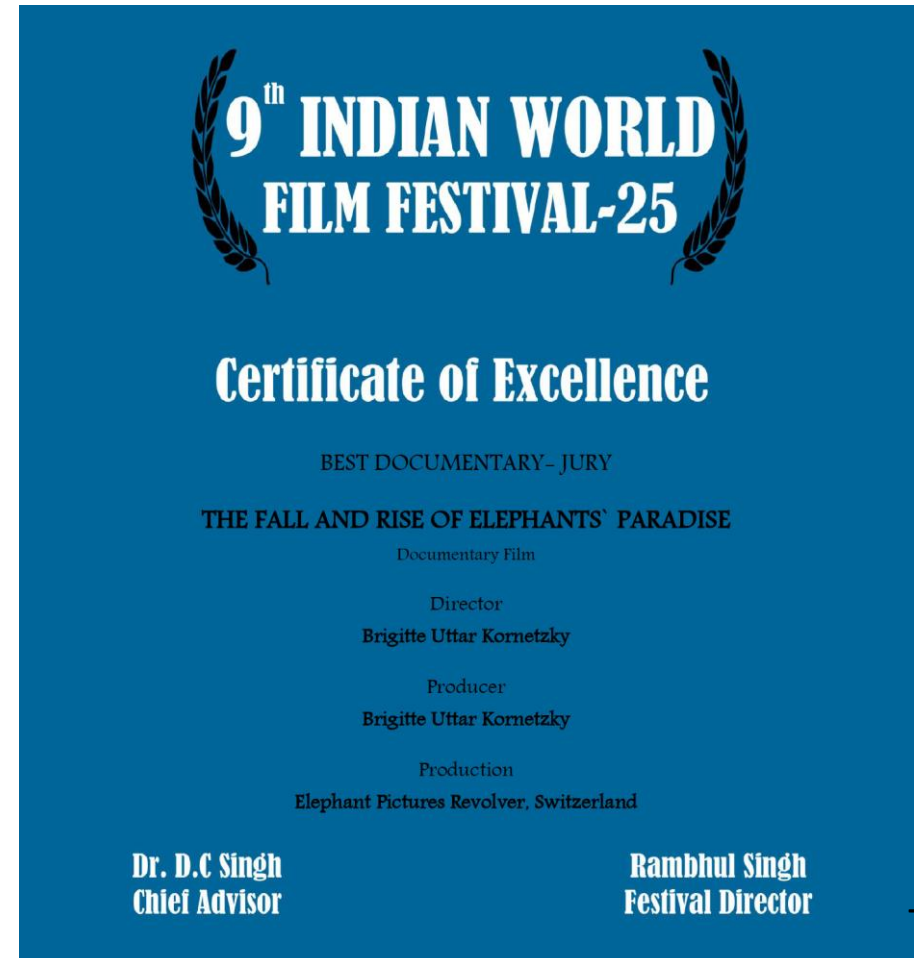 9th INDIAN WORLD
FILM FESTIVAL-25
Certificate of Excellence
BEST DOCUMENTARY- JURY
THE FALL AND RISE OF ELEPHANTS` PARADISE
Documentary Film
Director
Brigitte Uttar Kornetzky
Producer
Brigitte Uttar Kornetzky
Production
Elephant Pictures Revolver, Switzerland
Dr. D.C Singh
Chief Advisor
Rambhul Singh
Festival Director